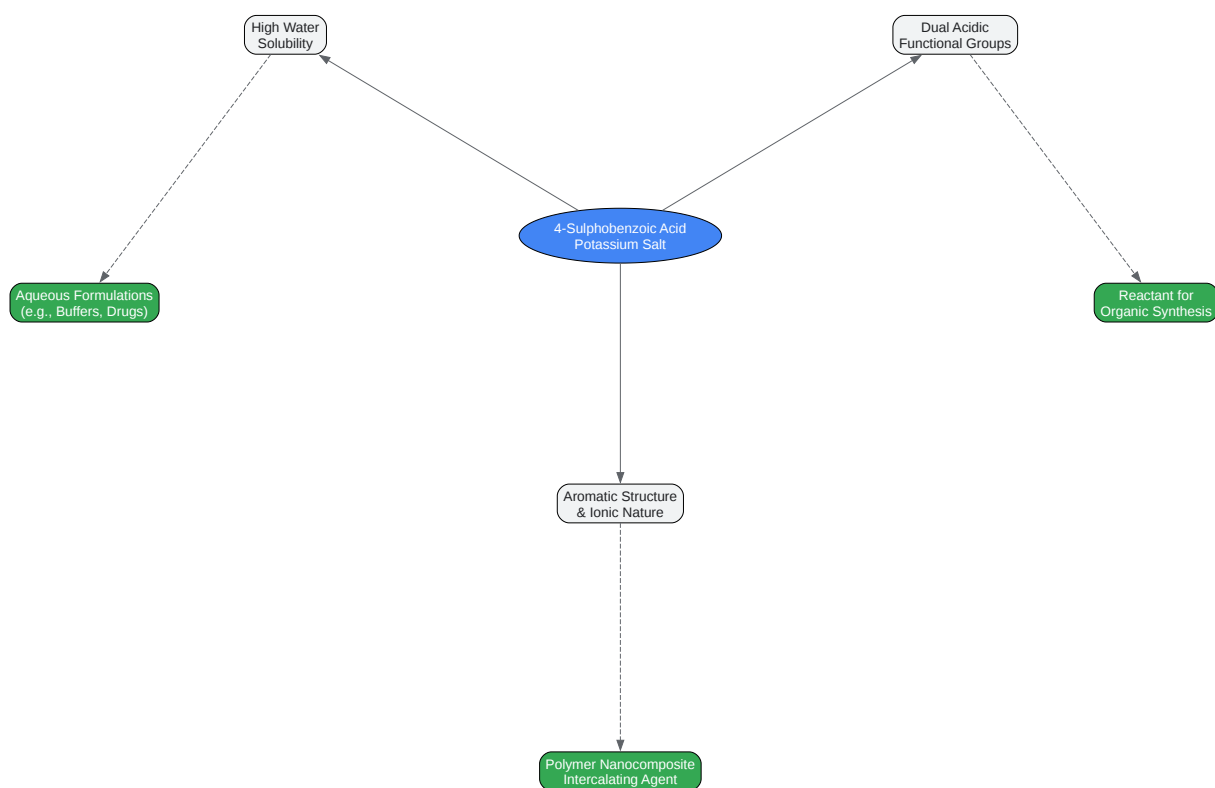 High Water
Solubility
Dual Acidic
Functional Groups
4-Sulphobenzoic Acid
Potassium Salt
Aqueous Formulations
(e.g., Buffers, Drugs)
Reactant for
Organic Synthesis
Aromatic Structure
& Ionic Nature
Polymer Nanocomposite
Intercalating Agent